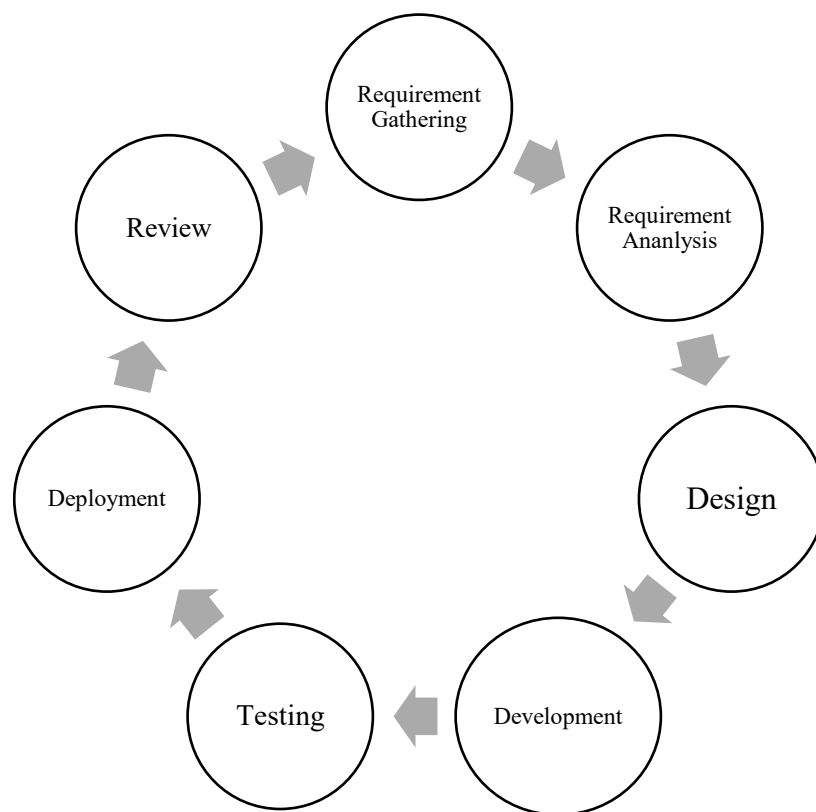 Requirement
Gathering
Requirement
Ananlysis
Design
Development
Testing
Deployment
Review